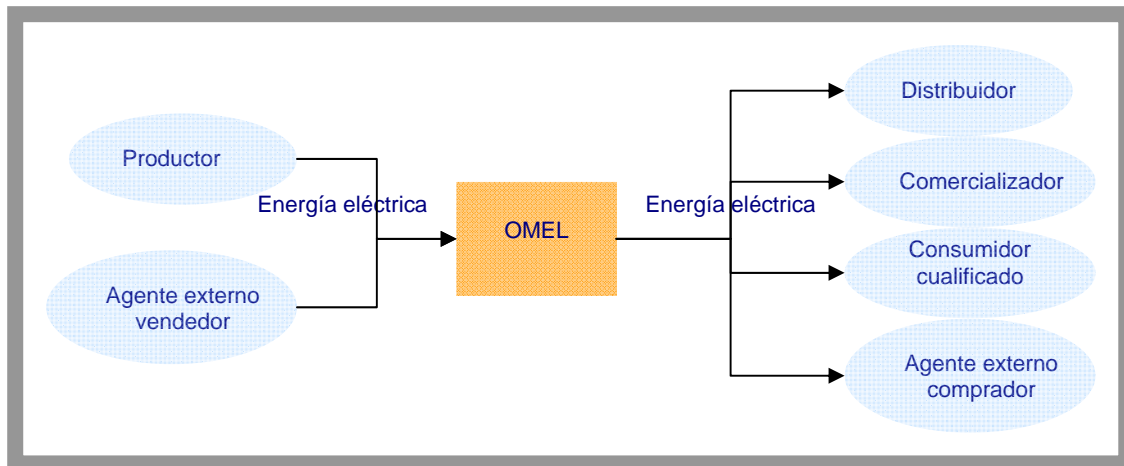 Productor
Agente externo
vendedor
Energía eléctrica
OMEL
Energía eléctrica
Distribuidor
Comercializador
Consumidor
cualificado
Agente externo
comprador